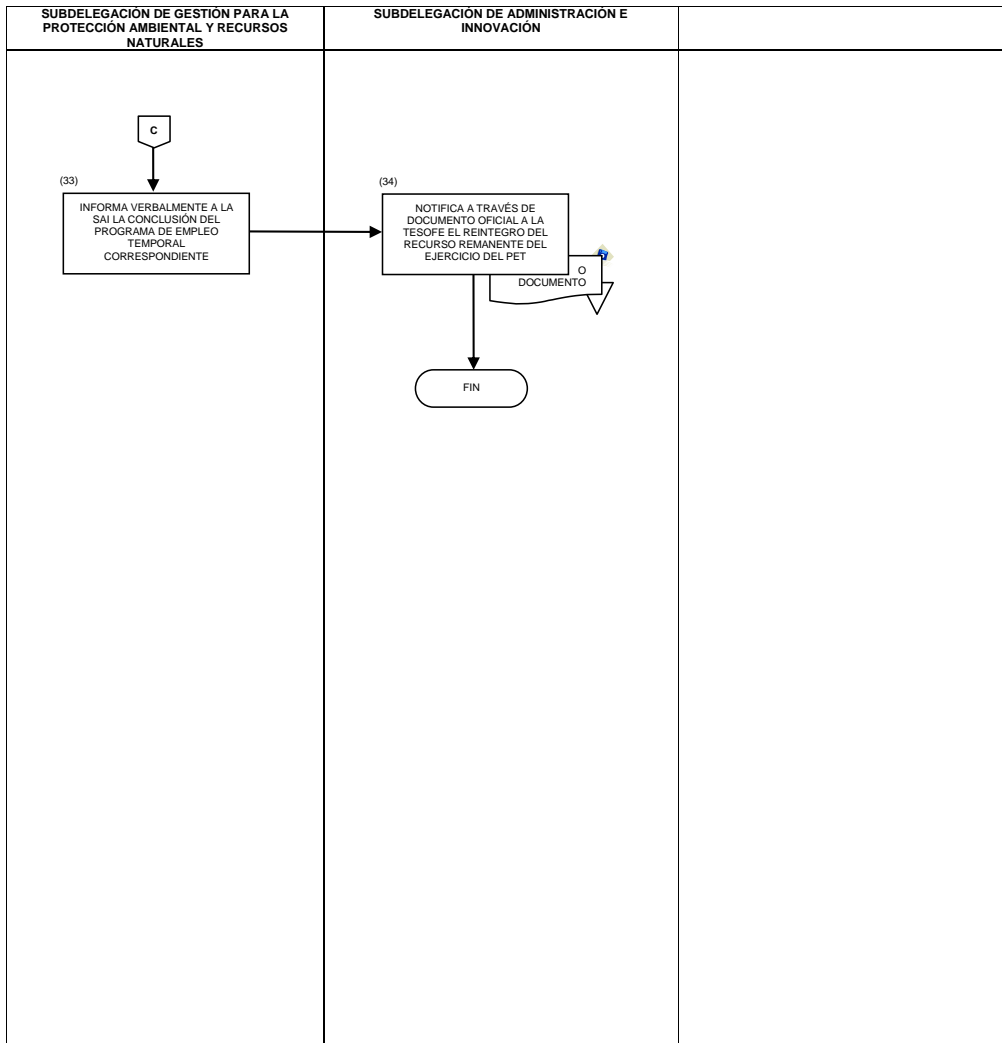 SUBDELEGACIÓN DE GESTIÓN PARA LA
PROTECCIÓN AMBIENTAL Y RECURSOS
NATURALES
SUBDELEGACIÓN DE ADMINISTRACIÓN E
INNOVACIÓN
C
(33)
INFORMA VERBALMENTE A LA
SAI LA CONCLUSIÓN DEL
PROGRAMA DE EMPLEO
TEMPORAL
CORRESPONDIENTE
(34)
NOTIFICA A TRAVÉS DE
DOCUMENTO OFICIAL A LA
TESOFE EL REINTEGRO DEL
RECURSO REMANENTE DEL
EJERCICIO DEL PET
O
DOCUMENTO
FIN